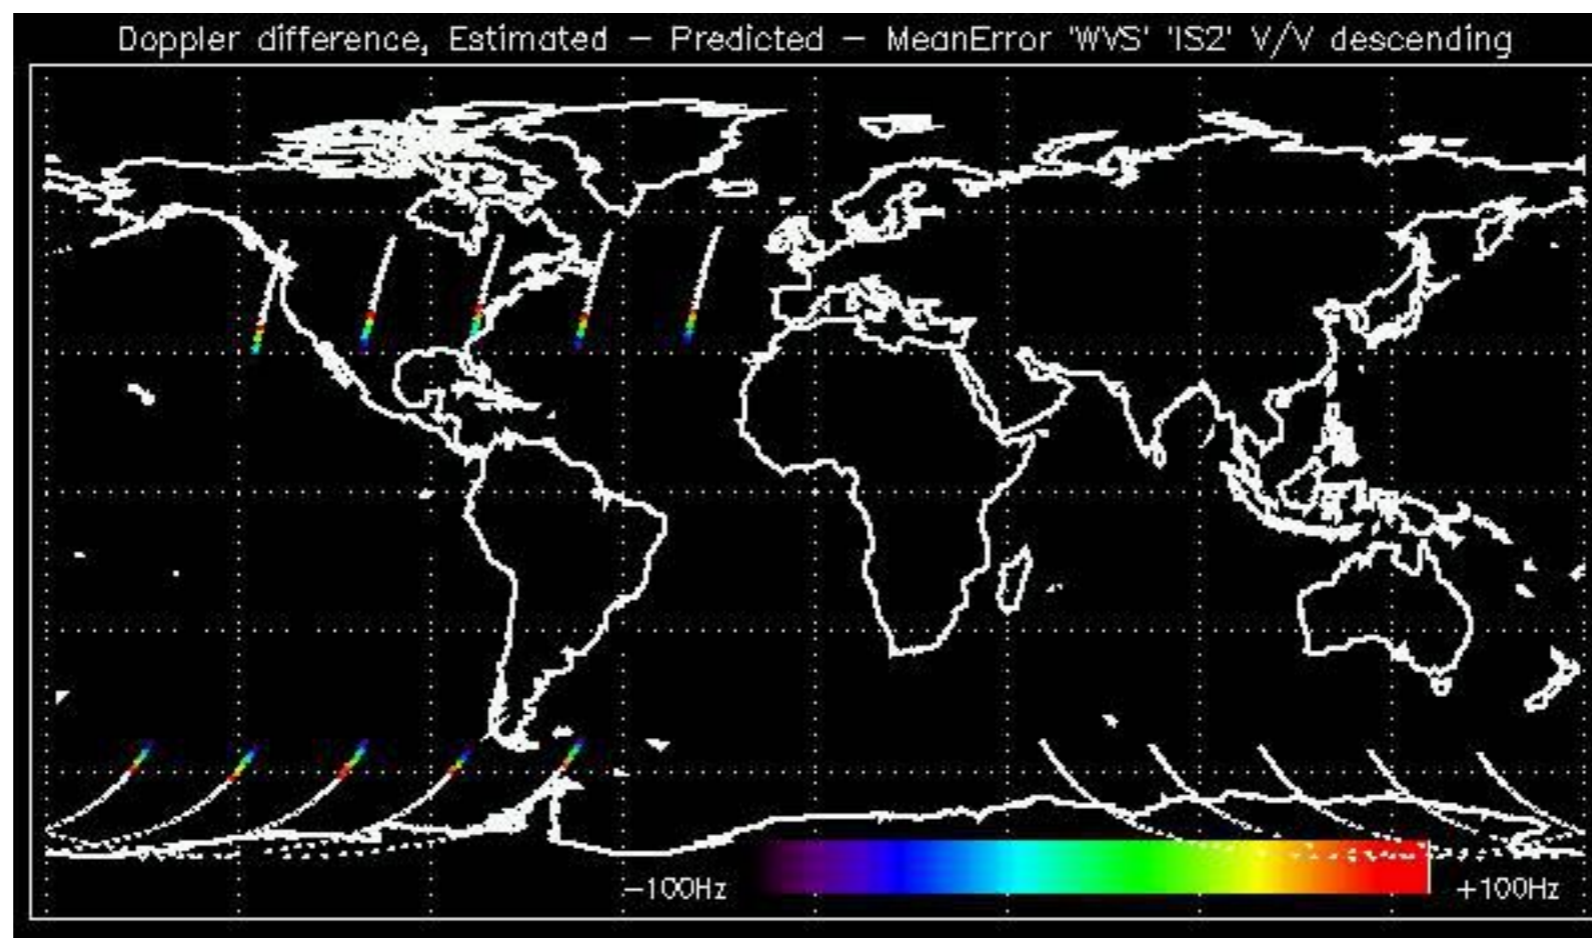 Doppler difference, Estimated – Predicted – MeanError 'WVS' 'IS2' V/V descending
–100Hz
+100Hz